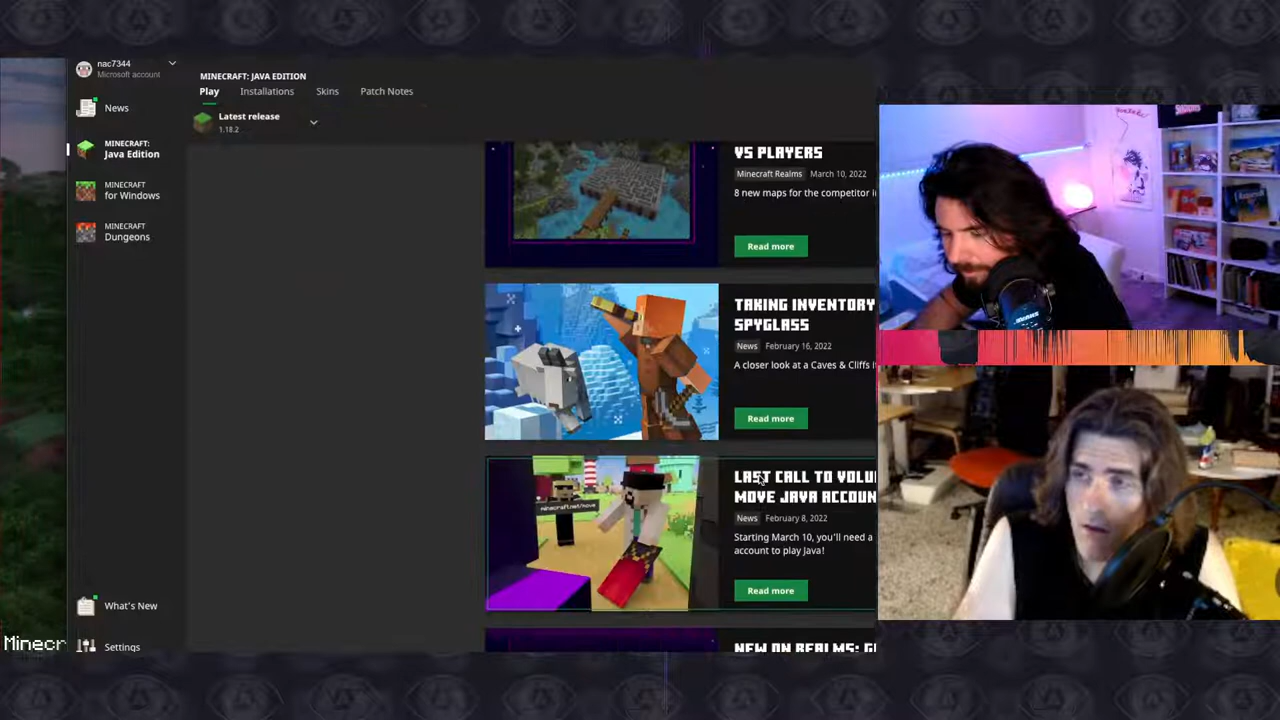 nac7344
Microsoft account
News
MINECRAFT:
Java Edition
MINECRAFT
for Windows
MINECRAFT
Dungeons
What's New
Settings
Minecr
MINECRAFT: JAVA EDITION
Play Installations Skins Patch Notes
Latest release
1.18.2
VS PLAYERS
Minecraft Realms March 10, 2022
8 new maps for the competitor i
Read more
TAKING INVENTORY
SPYGLASS
News February 16, 2022
A closer look at a Caves & Cliffs i
Read more
minecraft.net/move
LAST CALL TO VOLU
MOVE JAVA ACCOUN
News February 8, 2022
Starting March 10, you'll need a
account to play Java!
Read more
NEW ON REALMS: G